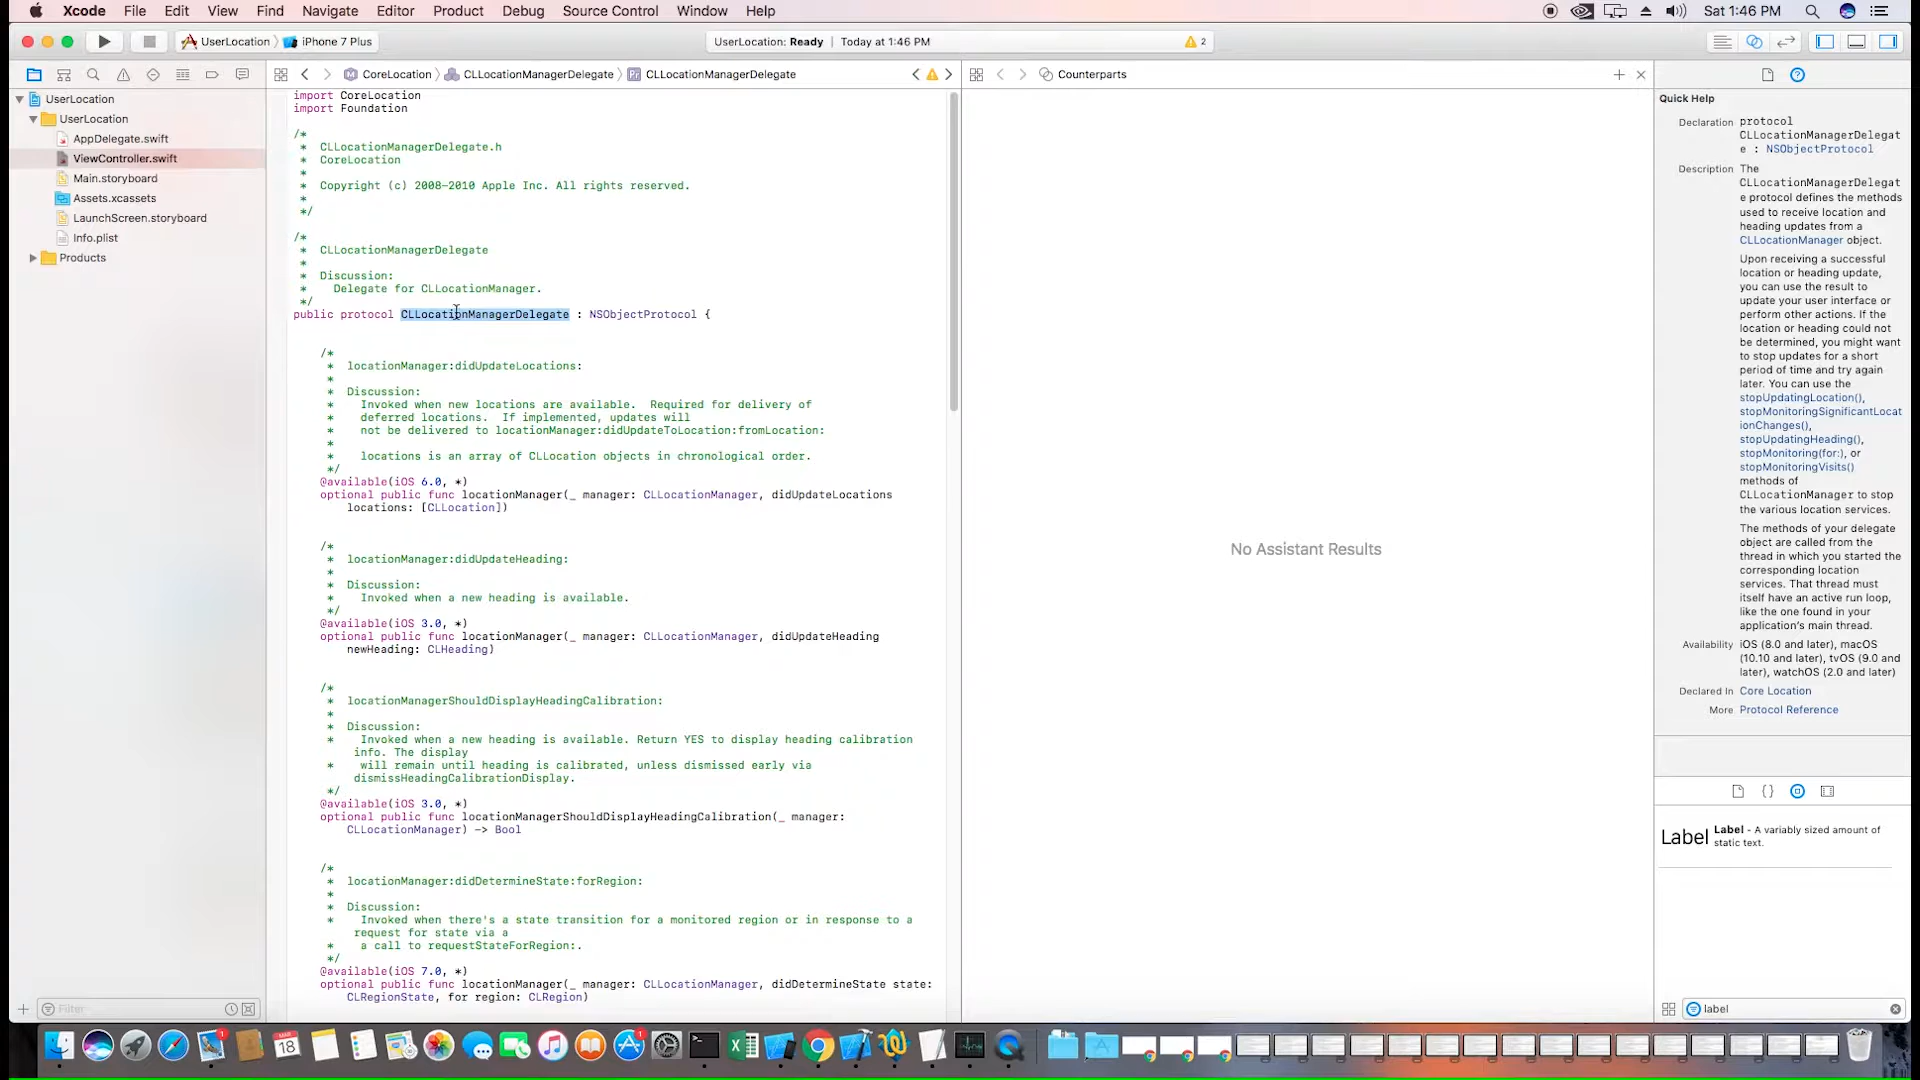 Xcode File Edit View Find Navigate Editor Product Debug Source Control Window Help
Sat 1:46 PM
UserLocation iPhone 7 Plus
UserLocation: Ready | Today at 1:46 PM
2
CoreLocation CLLocationManagerDelegate CLLocationManagerDelegate
Counterparts
UserLocation
UserLocation
AppDelegate.swift
ViewController.swift
Main.storyboard
Assets.xcassets
LaunchScreen.storyboard
Info.plist
Products
Filter
import CoreLocation
import Foundation
/*
* CLLocationManagerDelegate.h
* CoreLocation
*
* Copyright (c) 2008-2010 Apple Inc. All rights reserved.
*
*/
/*
* CLLocationManagerDelegate
*
* Discussion:
* Delegate for CLLocationManager.
*/
public protocol CLLocationManagerDelegate : NSObjectProtocol {
/*
* locationManager:didUpdateLocations:
*
* Discussion:
* Invoked when new locations are available. Required for delivery of
* deferred locations. If implemented, updates will
* not be delivered to locationManager:didUpdateToLocation:fromLocation:
*
* locations is an array of CLLocation objects in chronological order.
*/
@available(iOS 6.0, *)
optional public func locationManager(_ manager: CLLocationManager, didUpdateLocations
locations: [CLLocation])
/*
* locationManager:didUpdateHeading:
*
* Discussion:
* Invoked when a new heading is available.
*/
@available(iOS 3.0, *)
optional public func locationManager(_ manager: CLLocationManager, didUpdateHeading
newHeading: CLHeading)
/*
* locationManagerShouldDisplayHeadingCalibration:
*
* Discussion:
* Invoked when a new heading is available. Return YES to display heading calibration
info. The display
* will remain until heading is calibrated, unless dismissed early via
dismissHeadingCalibrationDisplay.
*/
@available(iOS 3.0, *)
optional public func locationManagerShouldDisplayHeadingCalibration(_ manager:
CLLocationManager) -> Bool
/*
* locationManager:didDetermineState:forRegion:
*
* Discussion:
* Invoked when there's a state transition for a monitored region or in response to a
request for state via a
* a call to requestStateForRegion:.
*/
@available(iOS 7.0, *)
optional public func locationManager(_ manager: CLLocationManager, didDetermineState state:
CLRegionState, for region: CLRegion)
No Assistant Results
Quick Help
Declaration protocol
CLLocationManagerDelegat
e : NSObjectProtocol
Description The
CLLocationManagerDelegat
e protocol defines the methods
used to receive location and
heading updates from a
CLLocationManager object.
Upon receiving a successful
location or heading update,
you can use the result to
update your user interface or
perform other actions. If the
location or heading could not
be determined, you might want
to stop updates for a short
period of time and try again
later. You can use the
stopUpdatingLocation(),
stopMonitoringSignificantLocat
ionChanges(),
stopUpdatingHeading(),
stopMonitoring(for:), or
stopMonitoringVisits()
methods of
CLLocationManager to stop
the various location services.
The methods of your delegate
object are called from the
thread in which you started the
corresponding location
services. That thread must
itself have an active run loop,
like the one found in your
application's main thread.
Availability iOS (8.0 and later), macOS
(10.10 and later), tvOS (9.0 and
later), watchOS (2.0 and later)
Declared In Core Location
More Protocol Reference
Label Label - A variably sized amount of
static text.
label
MAR
18